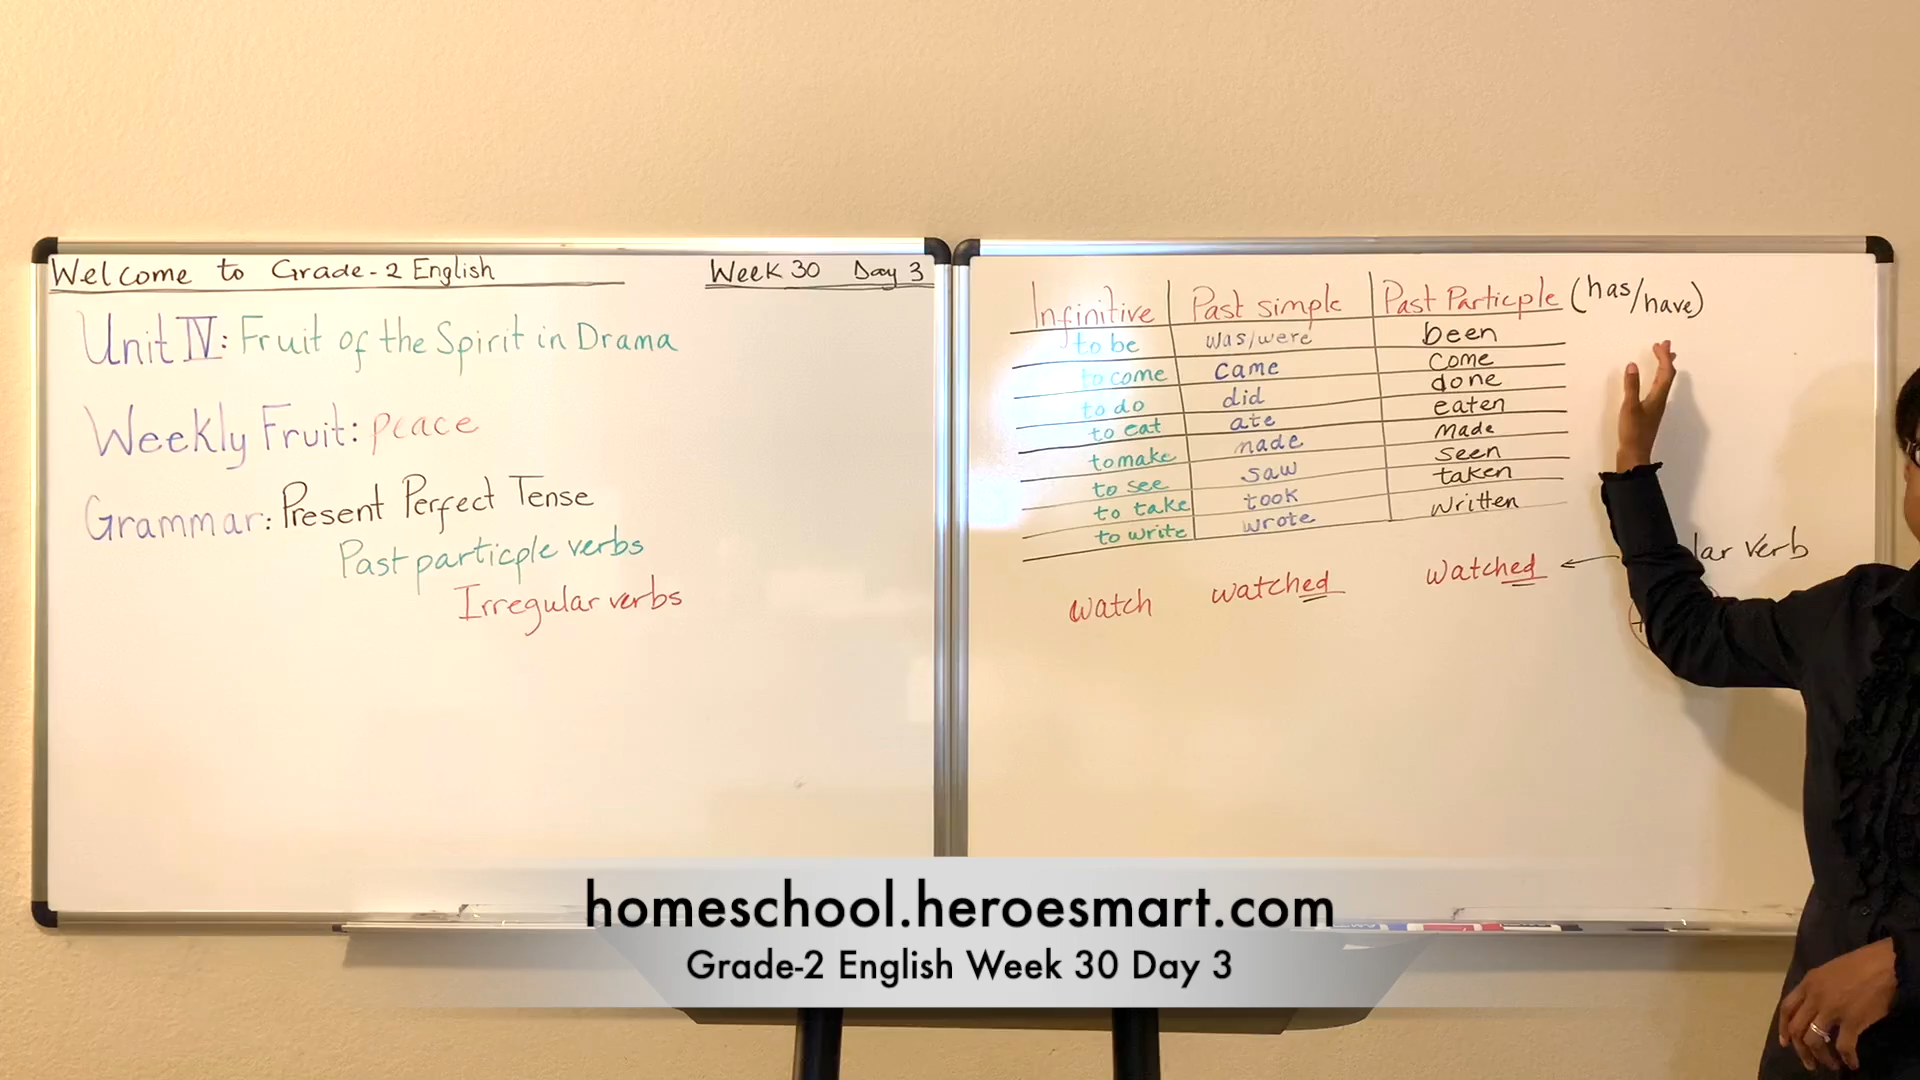 Welcome to Grade-2 English Week 30 Day 3
Unit IV: Fruit of the Spirit in Drama
Weekly Fruit: peace
Grammar: Present Perfect Tense
Past particple verbs
Irregular verbs
Infinitive Past simple Past Particple (has/have)
to be was/were been
to come came come
to do did done
to eat ate eaten
to make made made
to see saw seen
to take took taken
to write wrote written
watch watched watched ← lar verb
homeschool.heroesmart.com
Grade-2 English Week 30 Day 3